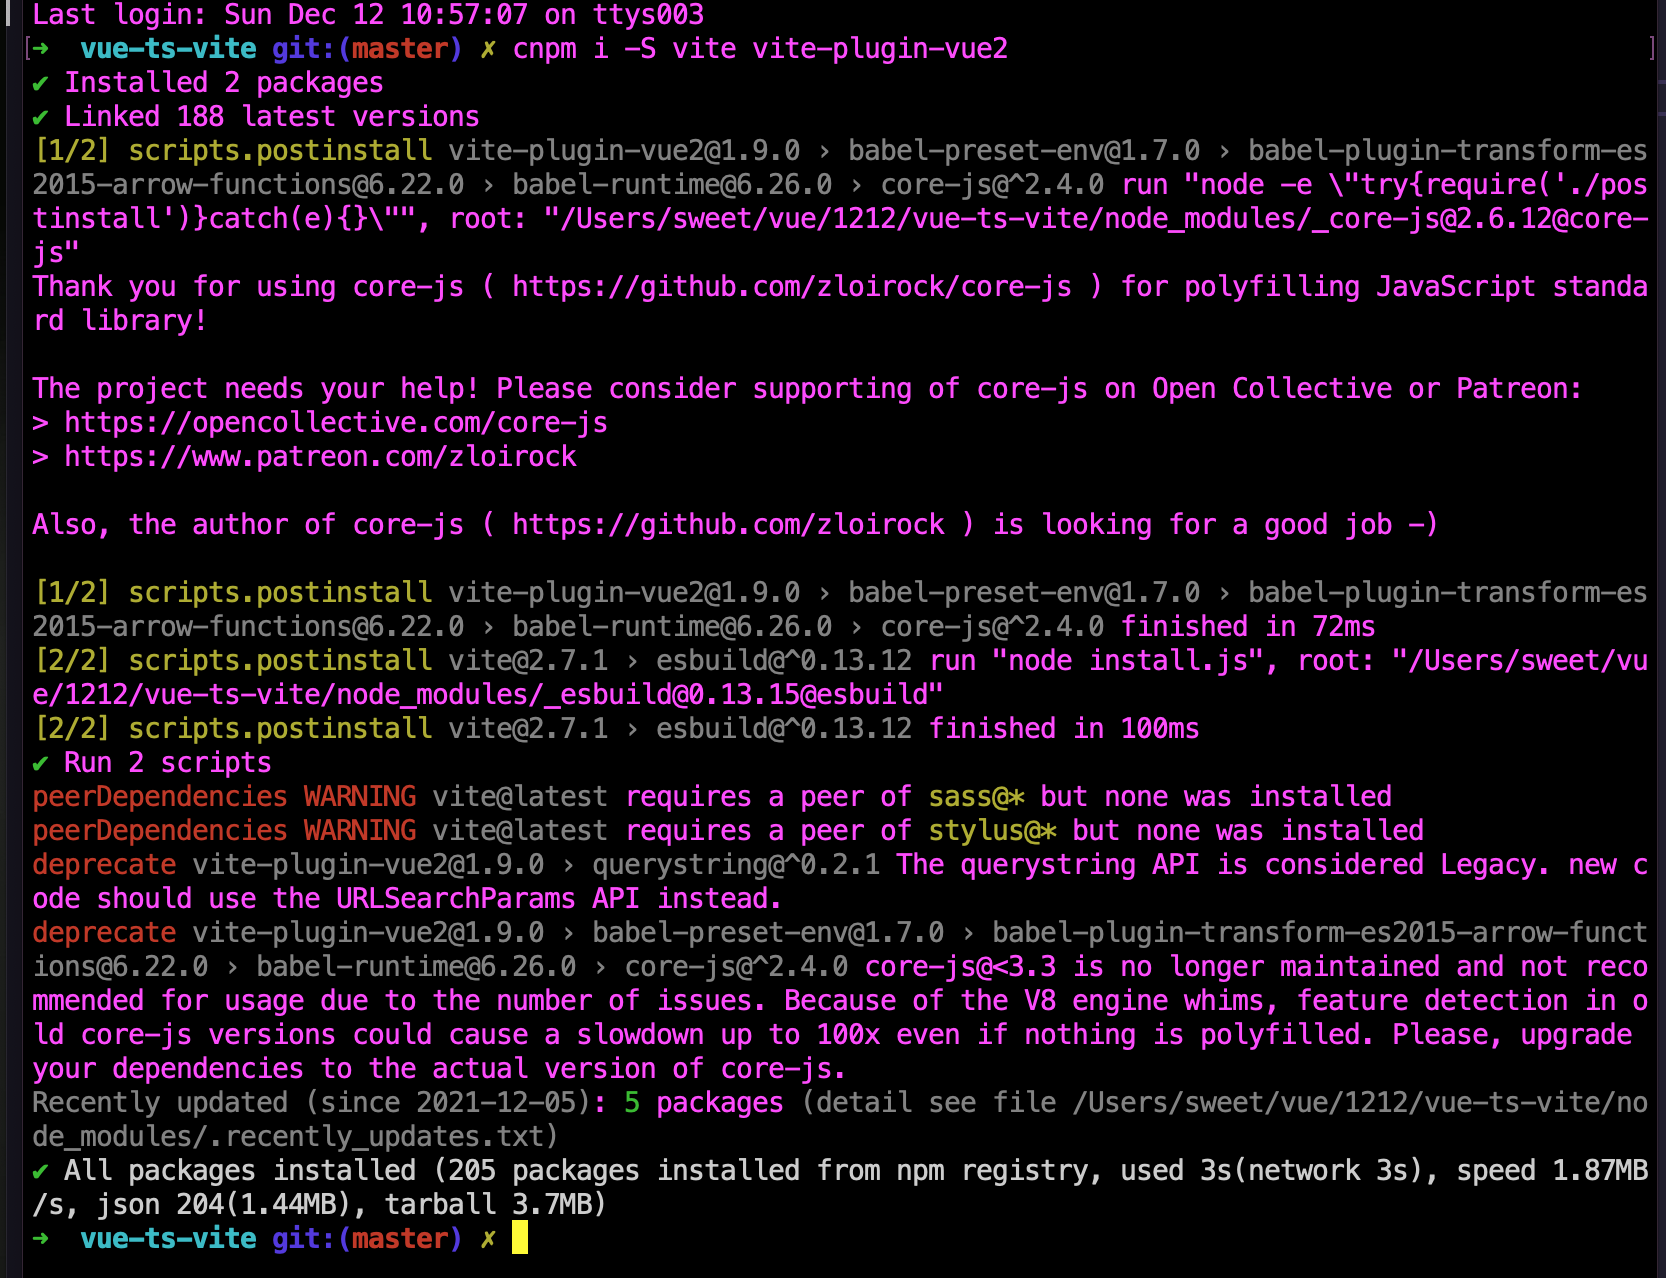 Last login: Sun Dec 12 10:57:07 on ttys003
[➜  vue-ts-vite git:(master) ✗ cnpm i -S vite vite-plugin-vue2 ]
✔ Installed 2 packages
✔ Linked 188 latest versions
[1/2] scripts.postinstall vite-plugin-vue2@1.9.0 › babel-preset-env@1.7.0 › babel-plugin-transform-es
2015-arrow-functions@6.22.0 › babel-runtime@6.26.0 › core-js@^2.4.0 run "node -e \"try{require('./pos
tinstall')}catch(e){}\"", root: "/Users/sweet/vue/1212/vue-ts-vite/node_modules/_core-js@2.6.12@core-
js"
Thank you for using core-js ( https://github.com/zloirock/core-js ) for polyfilling JavaScript standa
rd library!

The project needs your help! Please consider supporting of core-js on Open Collective or Patreon:
> https://opencollective.com/core-js
> https://www.patreon.com/zloirock

Also, the author of core-js ( https://github.com/zloirock ) is looking for a good job -)

[1/2] scripts.postinstall vite-plugin-vue2@1.9.0 › babel-preset-env@1.7.0 › babel-plugin-transform-es
2015-arrow-functions@6.22.0 › babel-runtime@6.26.0 › core-js@^2.4.0 finished in 72ms
[2/2] scripts.postinstall vite@2.7.1 › esbuild@^0.13.12 run "node install.js", root: "/Users/sweet/vu
e/1212/vue-ts-vite/node_modules/_esbuild@0.13.15@esbuild"
[2/2] scripts.postinstall vite@2.7.1 › esbuild@^0.13.12 finished in 100ms
✔ Run 2 scripts
peerDependencies WARNING vite@latest requires a peer of sass@* but none was installed
peerDependencies WARNING vite@latest requires a peer of stylus@* but none was installed
deprecate vite-plugin-vue2@1.9.0 › querystring@^0.2.1 The querystring API is considered Legacy. new c
ode should use the URLSearchParams API instead.
deprecate vite-plugin-vue2@1.9.0 › babel-preset-env@1.7.0 › babel-plugin-transform-es2015-arrow-funct
ions@6.22.0 › babel-runtime@6.26.0 › core-js@^2.4.0 core-js@<3.3 is no longer maintained and not reco
mmended for usage due to the number of issues. Because of the V8 engine whims, feature detection in o
ld core-js versions could cause a slowdown up to 100x even if nothing is polyfilled. Please, upgrade
your dependencies to the actual version of core-js.
Recently updated (since 2021-12-05): 5 packages (detail see file /Users/sweet/vue/1212/vue-ts-vite/no
de_modules/.recently_updates.txt)
✔ All packages installed (205 packages installed from npm registry, used 3s(network 3s), speed 1.87MB
/s, json 204(1.44MB), tarball 3.7MB)
➜  vue-ts-vite git:(master) ✗